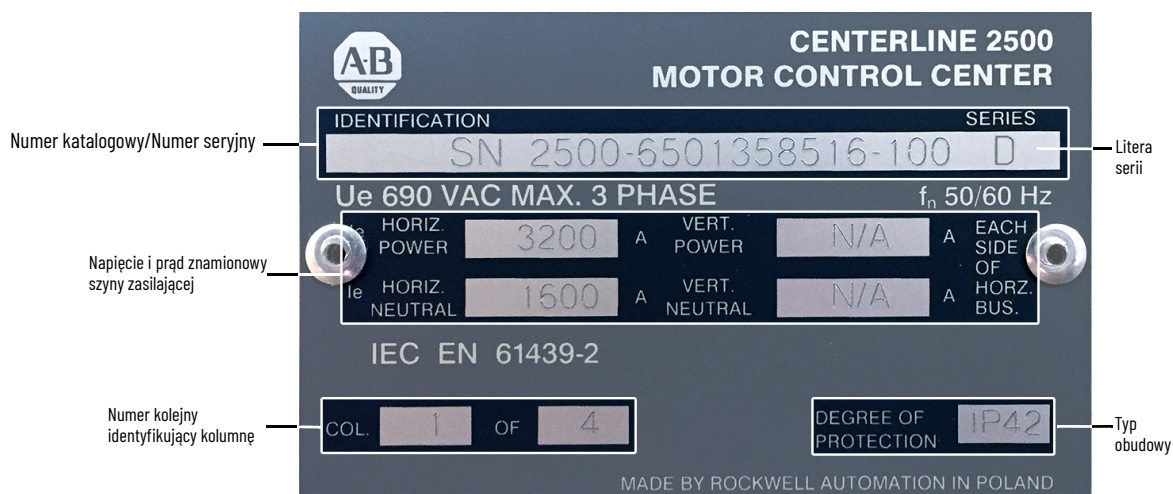 A-B
QUALITY
CENTERLINE 2500
MOTOR CONTROL CENTER
Numer katalogowy/Numer seryjny
IDENTIFICATION SERIES
SN 2500-6501358516-100 D
Litera
serii
Ue 690 VAC MAX. 3 PHASE fn 50/60 Hz
Napięcie i prąd znamionowy
szyny zasilającej
Ie HORIZ. POWER 3200 A VERT. POWER N/A A
Ie HORIZ. NEUTRAL 1600 A VERT. NEUTRAL N/A A
EACH
SIDE
OF
HORZ.
BUS.
IEC EN 61439-2
Numer kolejny
identyfikujący kolumnę
COL. 1 OF 4
DEGREE OF
PROTECTION IP42
Typ
obudowy
MADE BY ROCKWELL AUTOMATION IN POLAND